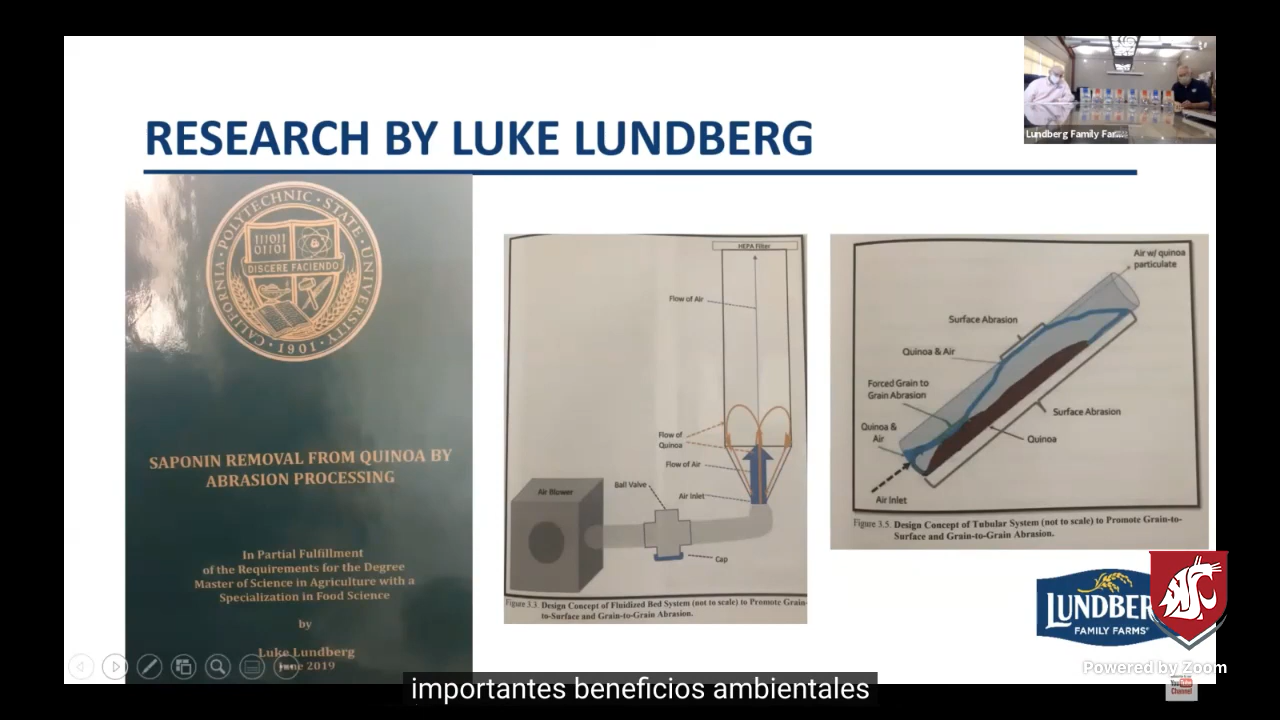 RESEARCH BY LUKE LUNDBERG
Lundberg Family Far...
CALIFORNIA • POLYTECHNIC • STATE • UNIVERSITY
111011
01101
DISCERE FACIENDO
• 1901 •
SAPONIN REMOVAL FROM QUINOA BY
ABRASION PROCESSING
In Partial Fulfillment
of the Requirements for the Degree
Master of Science in Agriculture with a
Specialization in Food Science
by
Luke Lundberg
June 2019
HEPA Filter
Flow of Air
Flow of
Quinoa
Flow of Air
Ball Valve
Air Inlet
Air Blower
Cap
Figure 3.3. Design Concept of Fluidized Bed System (not to scale) to Promote Grain-
to-Surface and Grain-to-Grain Abrasion.
Air w/ quinoa
particulate
Surface Abrasion
Quinoa & Air
Forced Grain to
Grain Abrasion
Surface Abrasion
Quinoa &
Air
Quinoa
Air Inlet
Figure 3.5. Design Concept of Tubular System (not to scale) to Promote Grain-to-
Surface and Grain-to-Grain Abrasion.
LUNDBER
FAMILY FARMS®
Powered by Zoom
YouTube
Channel
importantes beneficios ambientales